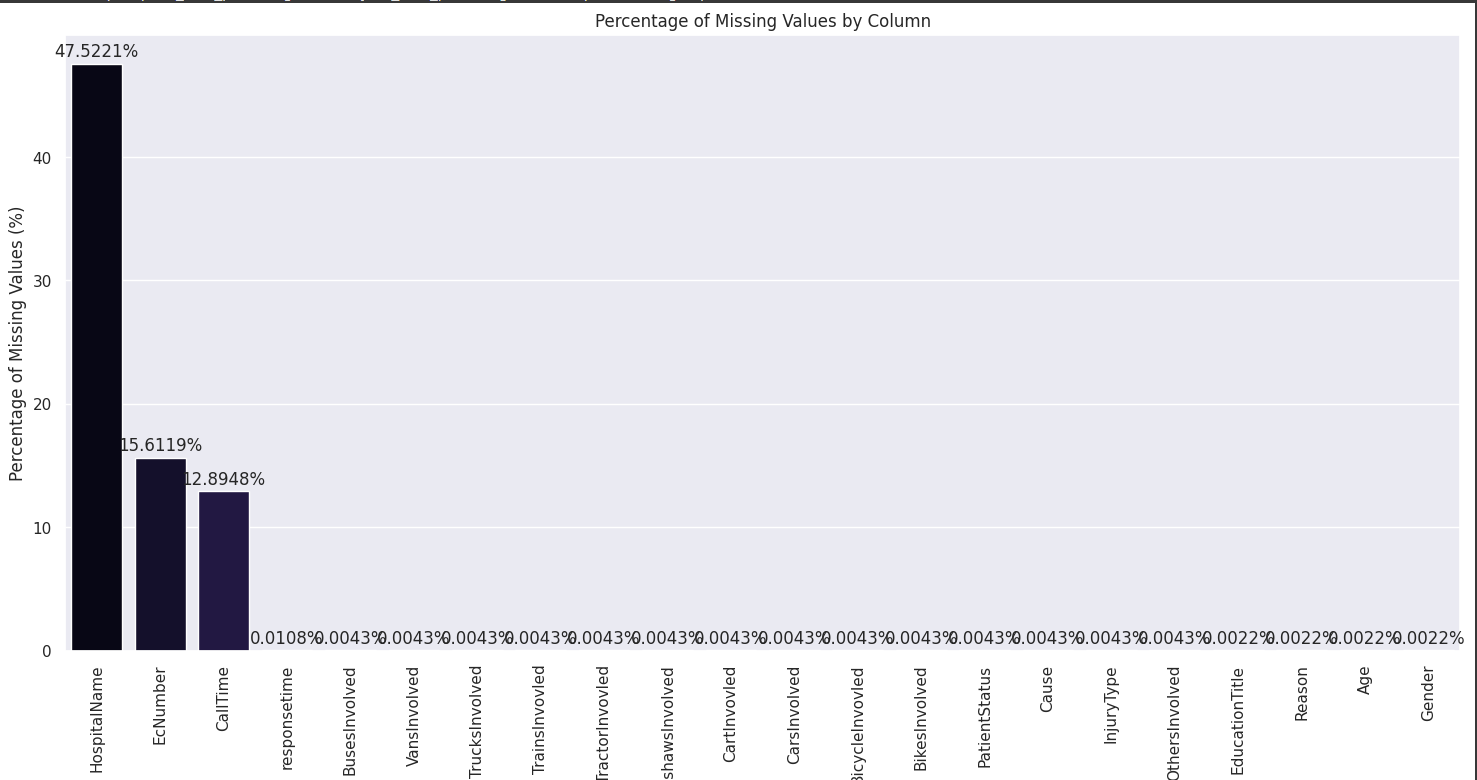 Percentage of Missing Values by Column
Percentage of Missing Values (%)
40
30
20
10
0
47.5221%
15.6119%
12.8948%
0.0108%
0.0043%
0.0043%
0.0043%
0.0043%
0.0043%
0.0043%
0.0043%
0.0043%
0.0043%
0.0043%
0.0043%
0.0043%
0.0043%
0.0043%
0.0022%
0.0022%
0.0022%
0.0022%
HospitalName
EcNumber
CallTime
responsetime
BusesInvolved
VansInvolved
TrucksInvolved
TrainsInvovled
TractorInvovled
shawsInvolved
CartInvovled
CarsInvolved
BicycleInvovled
BikesInvolved
PatientStatus
Cause
InjuryType
OthersInvolved
EducationTitle
Reason
Age
Gender